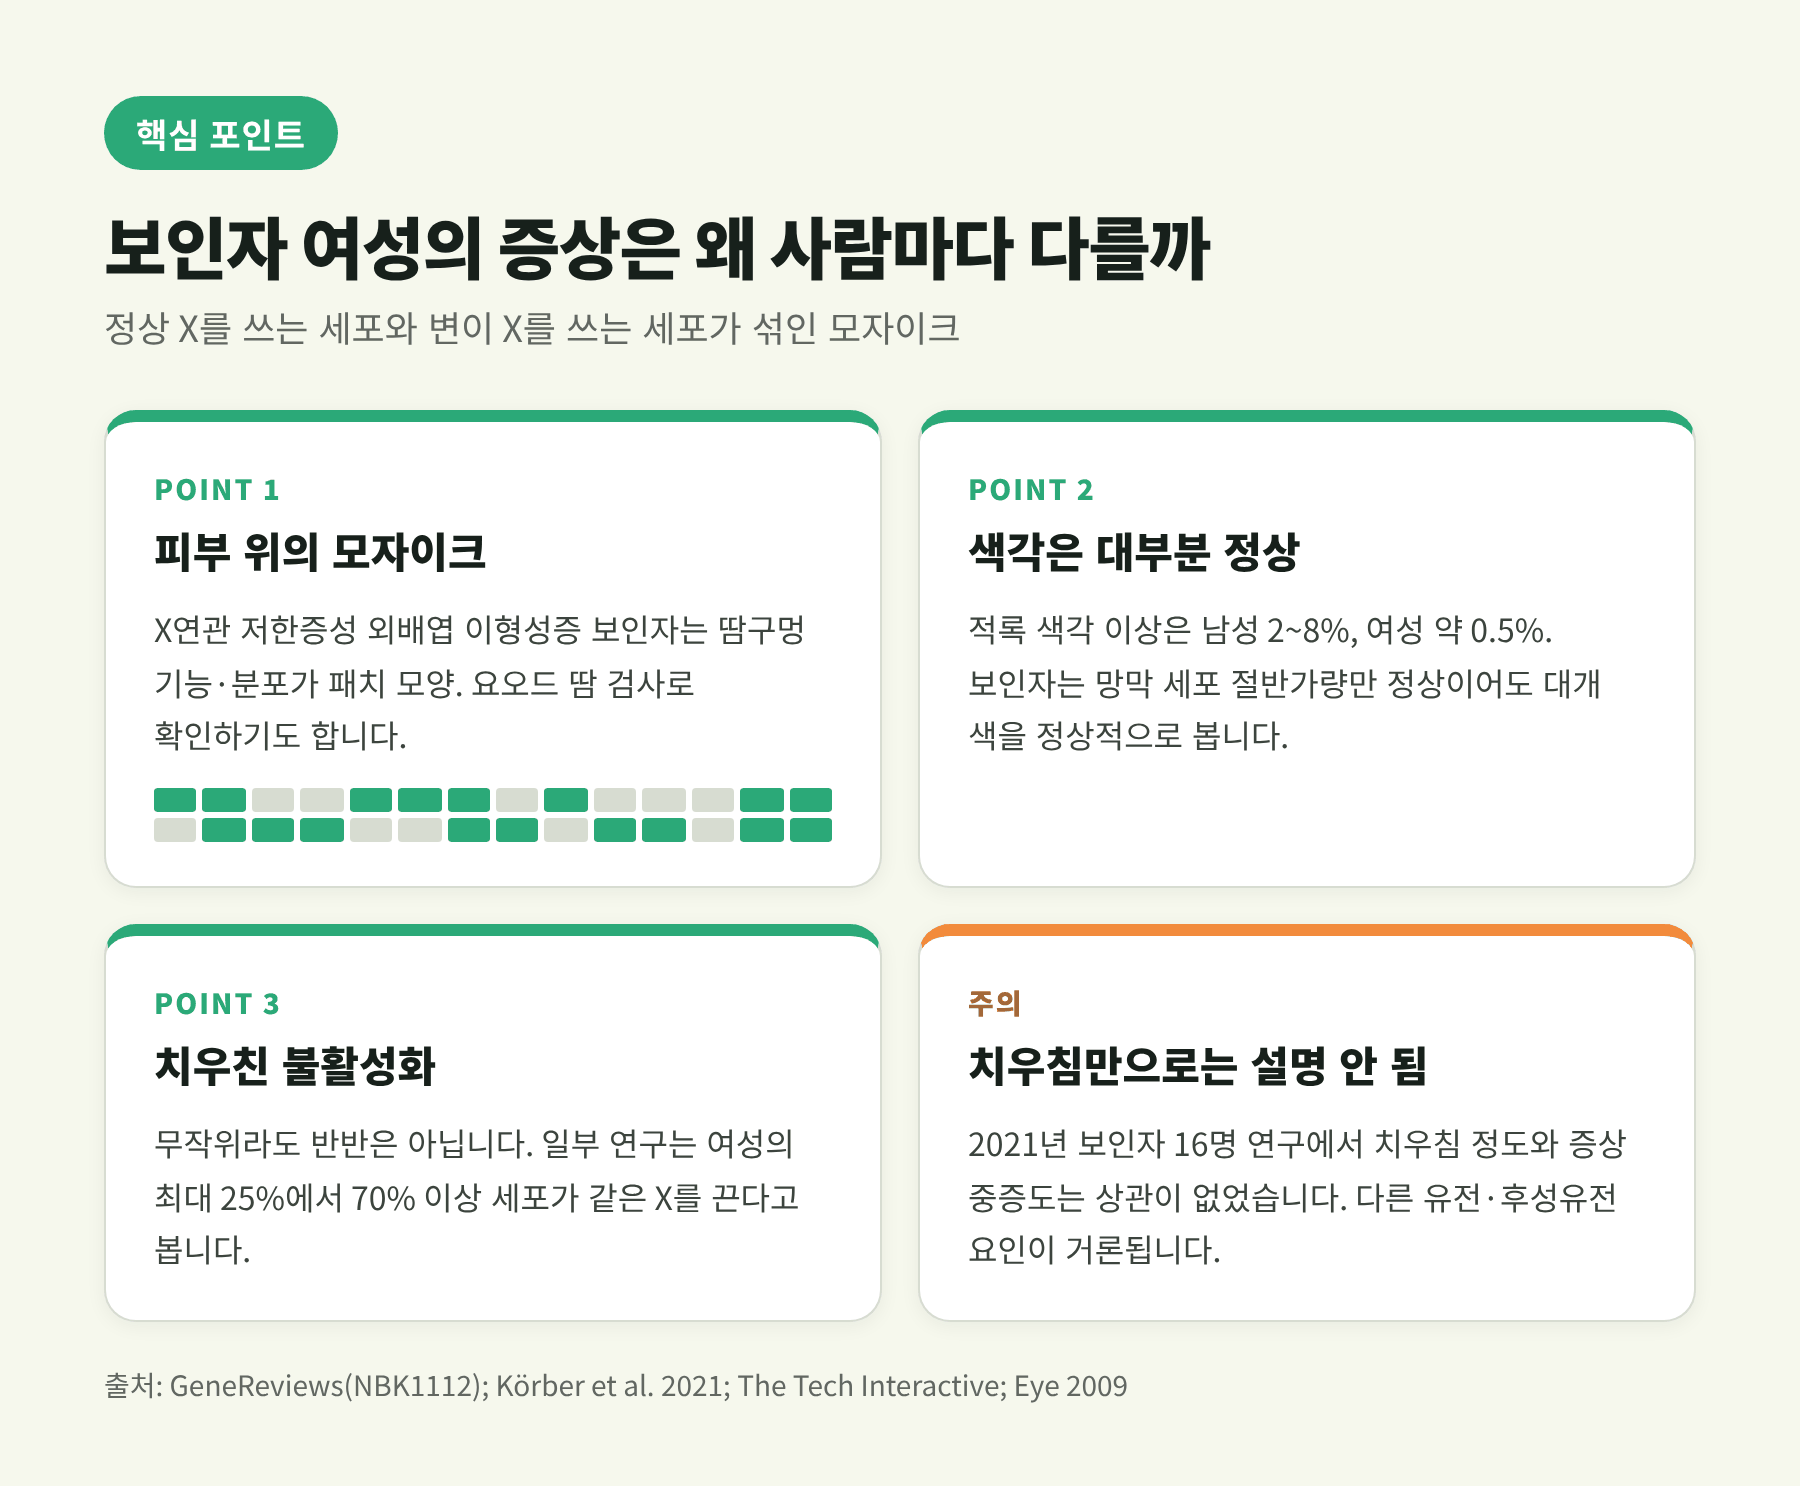 핵심 포인트
보인자 여성의 증상은 왜 사람마다 다를까
정상 X를 쓰는 세포와 변이 X를 쓰는 세포가 섞인 모자이크
POINT 1
피부 위의 모자이크
X연관 저한증성 외배엽 이형성증 보인자는 땀구멍
기능·분포가 패치 모양. 요오드 땀 검사로
확인하기도 합니다.
POINT 2
색각은 대부분 정상
적록 색각 이상은 남성 2~8%, 여성 약 0.5%.
보인자는 망막 세포 절반가량만 정상이어도 대개
색을 정상적으로 봅니다.
POINT 3
치우친 불활성화
무작위라도 반반은 아닙니다. 일부 연구는 여성의
최대 25%에서 70% 이상 세포가 같은 X를 끈다고
봅니다.
주의
치우침만으로는 설명 안 됨
2021년 보인자 16명 연구에서 치우침 정도와 증상
중증도는 상관이 없었습니다. 다른 유전·후성유전
요인이 거론됩니다.
출처: GeneReviews(NBK1112); Körber et al. 2021; The Tech Interactive; Eye 2009